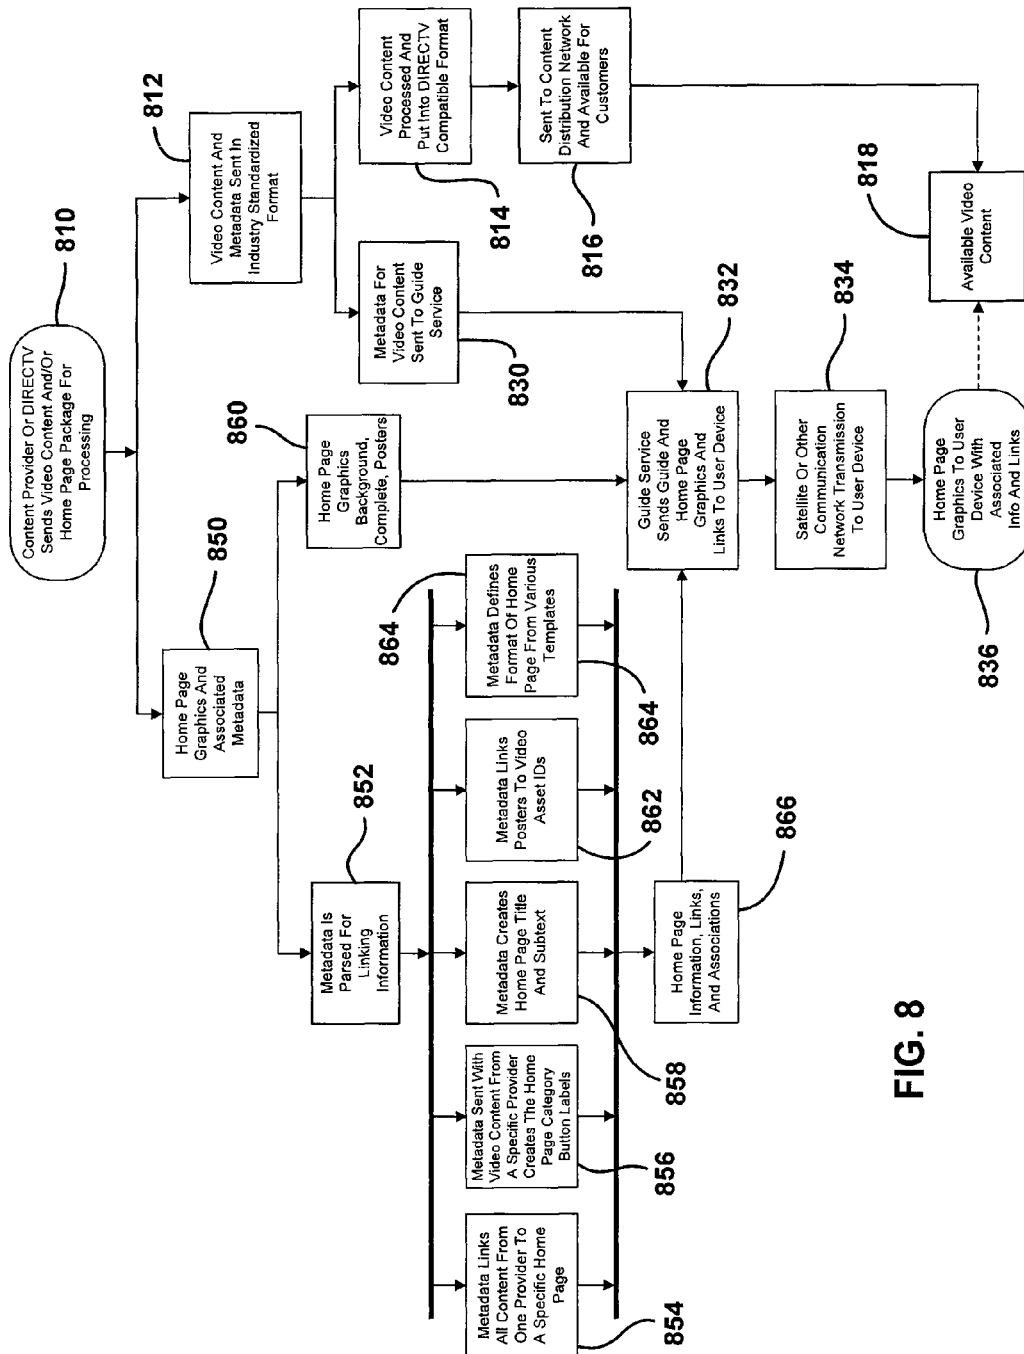 810
Content Provider Or DIRECTV
Sends Video Content And/Or
Home Page Package For
Processing
812
Video Content And
Metadata Sent In
Industry Standardized
Format
850
Home Page
Graphics And
Associated
Metadata
814
Video Content
Processed And
Put Into DIRECTV
Compatible Format
830
Metadata For
Video Content
Sent To Guide
Service
860
Home Page
Graphics
Background,
Complete, Posters
852
Metadata Is
Parsed For
Linking
Information
816
Sent To Content
Distribution Network
And Available For
Customers
854
Metadata Links
All Content From
One Provider To
A Specific Home
Page
856
Metadata Sent With
Video Content From
A Specific Provider
Creates The Home
Page Category
Button Labels
858
Metadata Creates
Home Page Title
And Subtext
862
Metadata Links
Posters To Video
Asset IDs
864
Metadata Defines
Format Of Home
Page From Various
Templates
864
866
Home Page
Information, Links,
And Associations
832
Guide Service
Sends Guide And
Home Page
Graphics And
Links To User Device
834
Satellite Or Other
Communication
Network Transmission
To User Device
836
Home Page
Graphics To User
Device With
Associated
Info And Links
818
Available Video
Content
FIG. 8